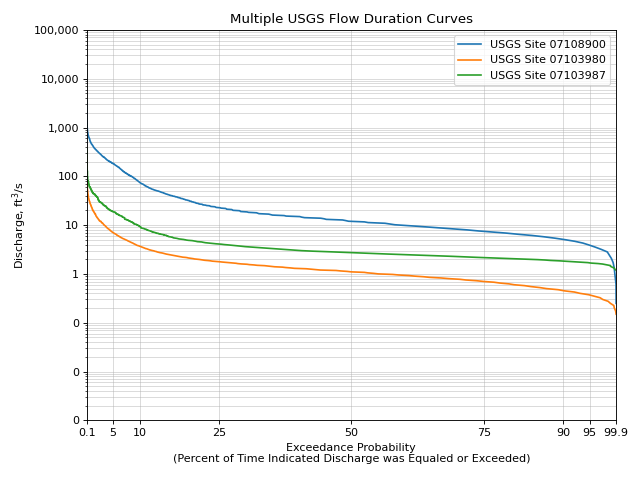 Multiple USGS Flow Duration Curves
USGS Site 07108900
USGS Site 07103980
USGS Site 07103987
100,000
10,000
1,000
100
10
1
0
0
0
Discharge, ft³/s
0.1 5 10 25 50 75 90 95 99.9
Exceedance Probability
(Percent of Time Indicated Discharge was Equaled or Exceeded)